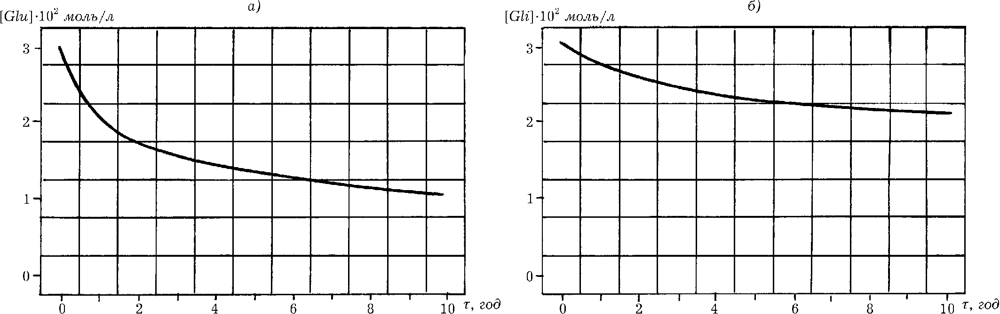 а)
[Glu]·10² моль/л
3
2
1
0
0 2 4 6 8 10 τ, год
б)
[Gli]·10² моль/л
3
2
1
0
0 2 4 6 8 10 τ, год